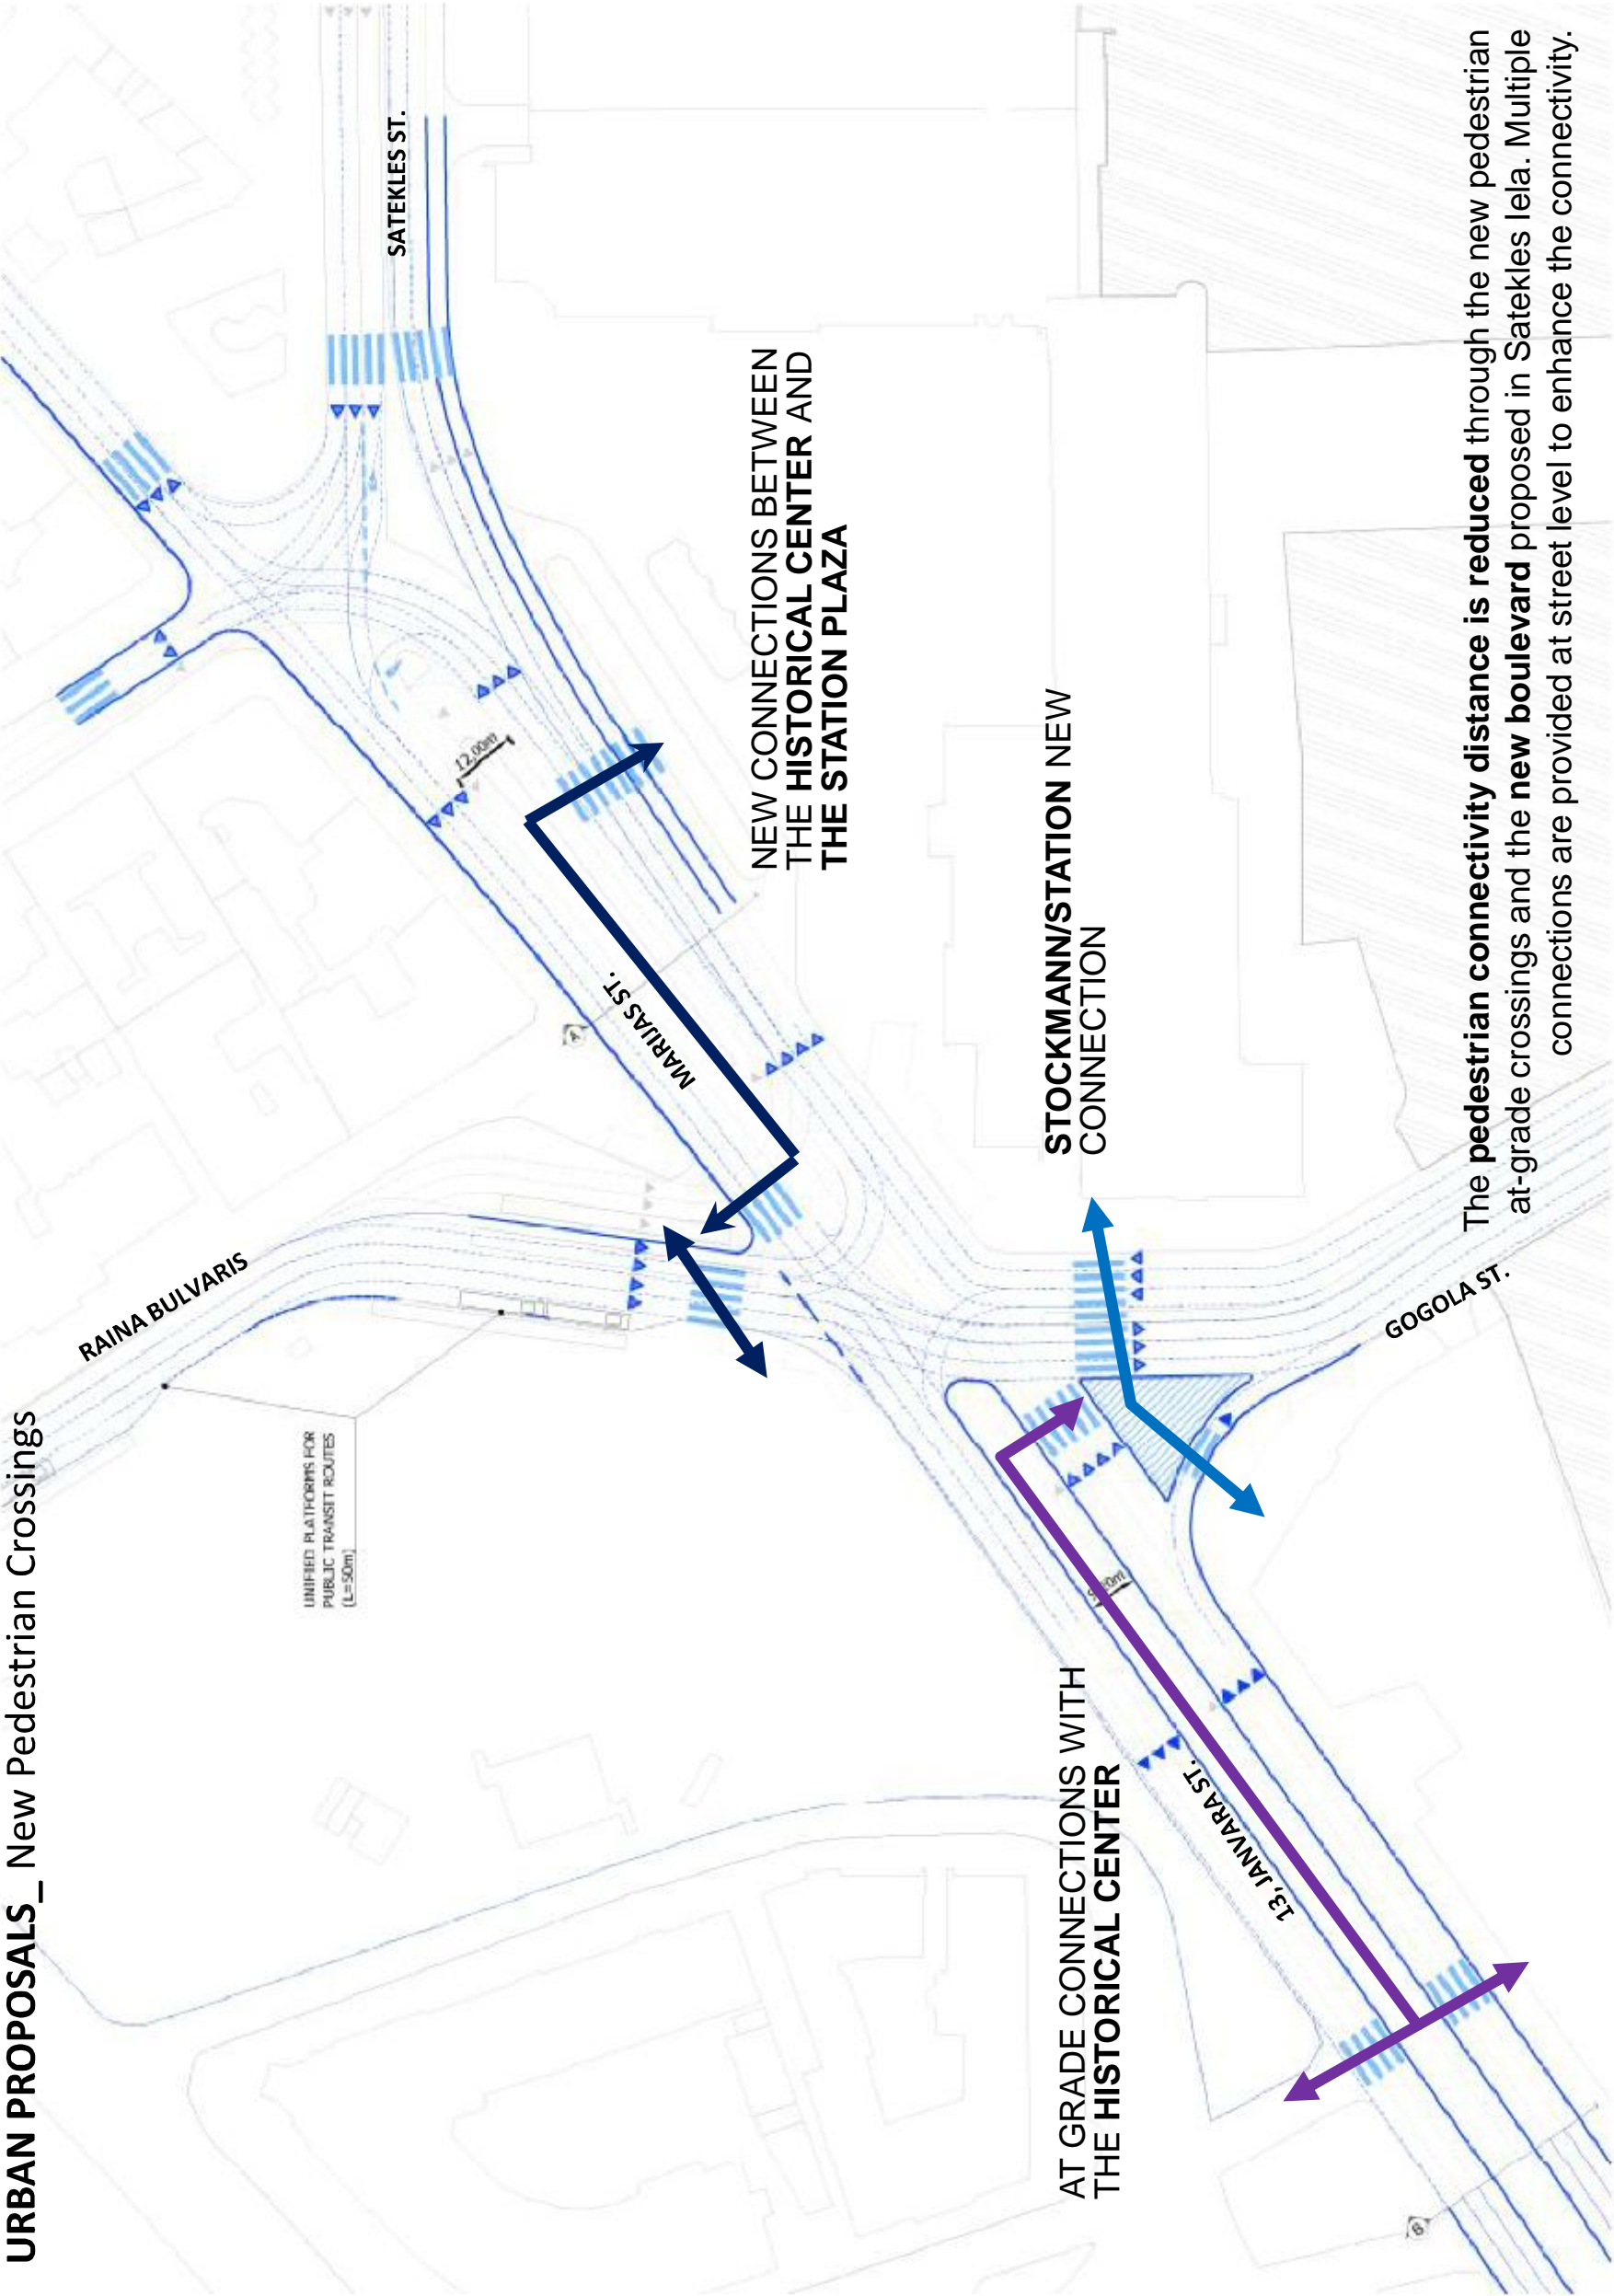 URBAN PROPOSALS_ New Pedestrian Crossings
RAINA BULVARIS
SATEKLES ST.
UNIFIED PLATFORMS FOR
PUBLIC TRANSIT ROUTES
(L=50m)
12,00m
A
MARIJAS ST.
NEW CONNECTIONS BETWEEN
THE HISTORICAL CENTER AND
THE STATION PLAZA
STOCKMANN/STATION NEW
CONNECTION
AT GRADE CONNECTIONS WITH
THE HISTORICAL CENTER
13,JANVARA ST.
GOGOLA ST.
B
The pedestrian connectivity distance is reduced through the new pedestrian
at-grade crossings and the new boulevard proposed in Satekles Iela. Multiple
connections are provided at street level to enhance the connectivity.